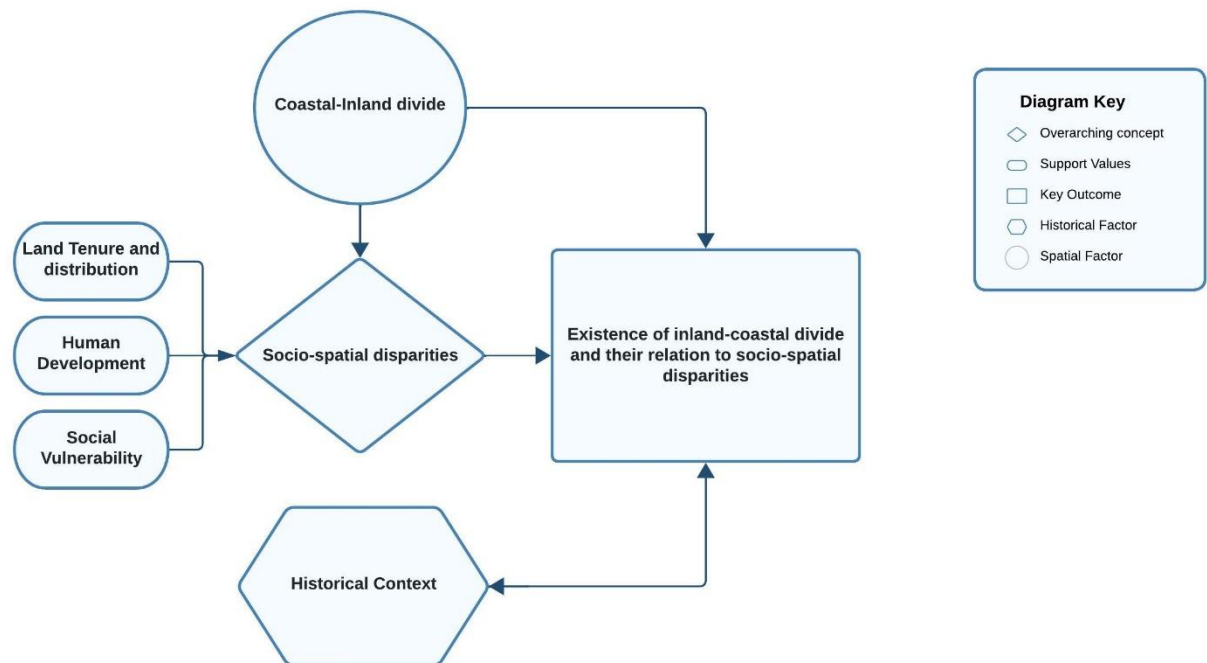 Coastal-Inland divide
Land Tenure and
distribution
Human
Development
Social
Vulnerability
Socio-spatial disparities
Existence of inland-coastal divide
and their relation to socio-spatial
disparities
Historical Context
Diagram Key
Overarching concept
Support Values
Key Outcome
Historical Factor
Spatial Factor